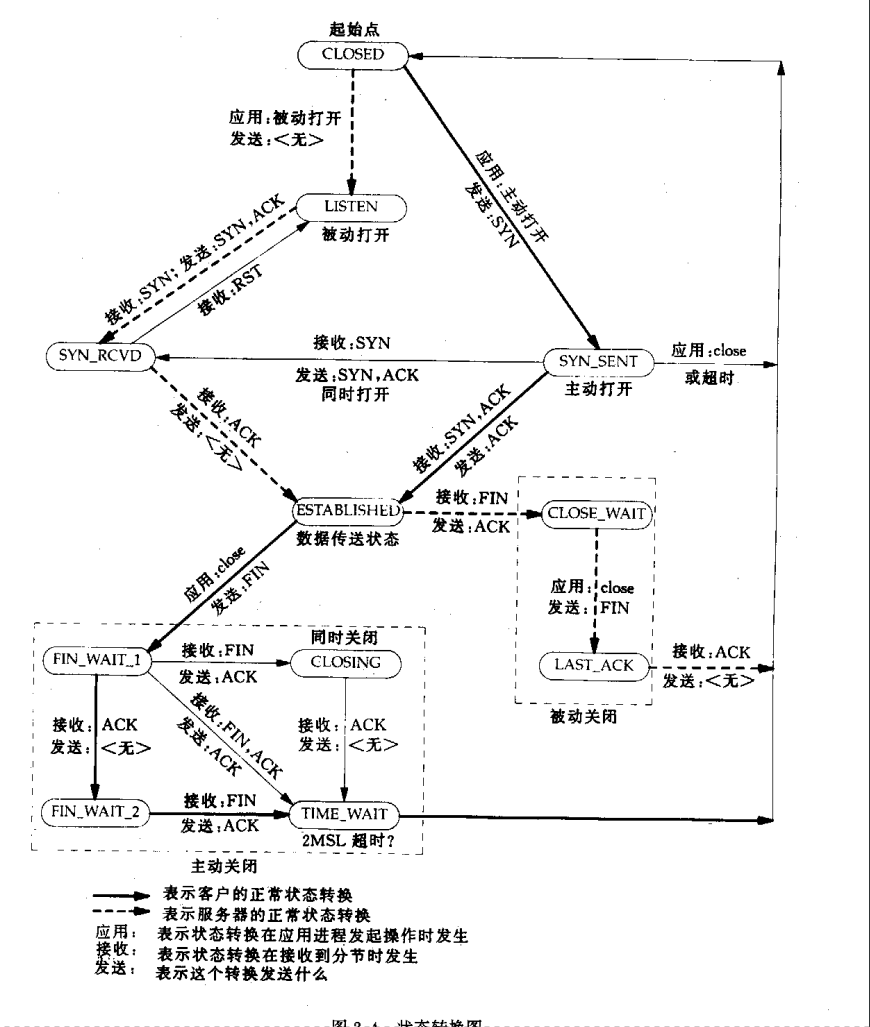 起始点
CLOSED
应用:被动打开
发送:<无>
应用:主动打开
发送:SYN
LISTEN
被动打开
接收:SYN; 发送:SYN,ACK
接收:RST
SYN_RCVD
接收:SYN
发送:SYN,ACK
同时打开
SYN_SENT
主动打开
应用:close
或超时
接收:ACK
发送:<无>
接收:SYN,ACK
发送:ACK
ESTABLISHED
数据传送状态
接收:FIN
发送:ACK
CLOSE_WAIT
应用:close
发送:FIN
应用: close
发送: FIN
同时关闭
FIN_WAIT_1
接收:FIN
发送:ACK
CLOSING
LAST_ACK
接收:ACK
发送:<无>
被动关闭
接收: ACK
发送: <无>
接收:FIN,ACK
发送:ACK
接收: ACK
发送: <无>
FIN_WAIT_2
接收:FIN
发送:ACK
TIME_WAIT
2MSL 超时?
主动关闭
表示客户的正常状态转换
表示服务器的正常状态转换
应用: 表示状态转换在应用进程发起操作时发生
接收: 表示状态转换在接收到分节时发生
发送: 表示这个转换发送什么
状态转换图